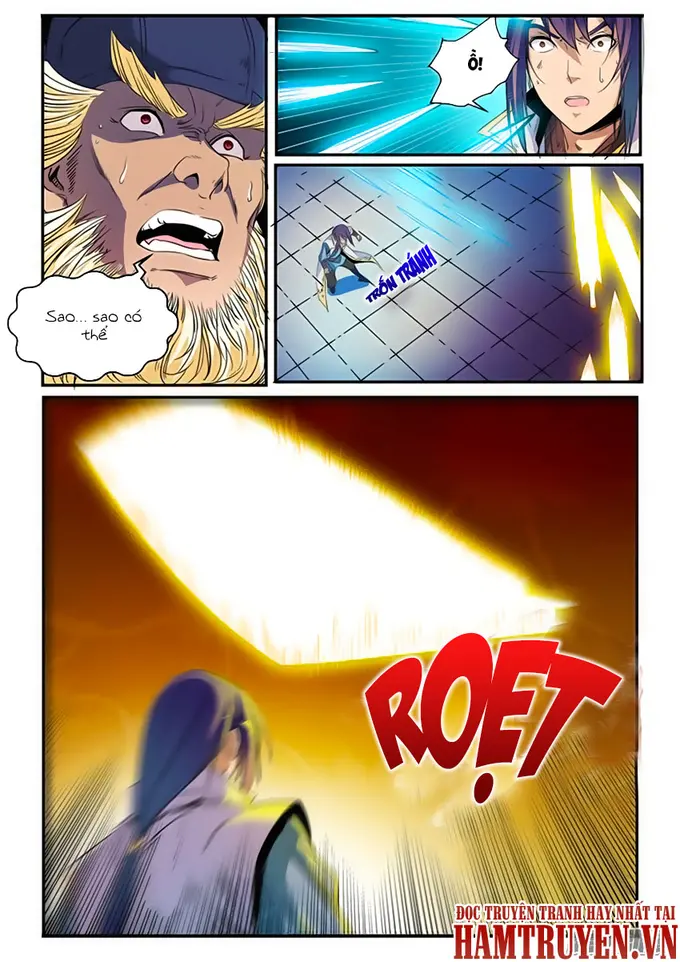 Sao... sao có
thể
Ồ!
TRỐN TRÁNH
ROẸT
ĐỌC TRUYỆN TRANH HAY NHẤT TẠI
HAMTRUYEN.VN